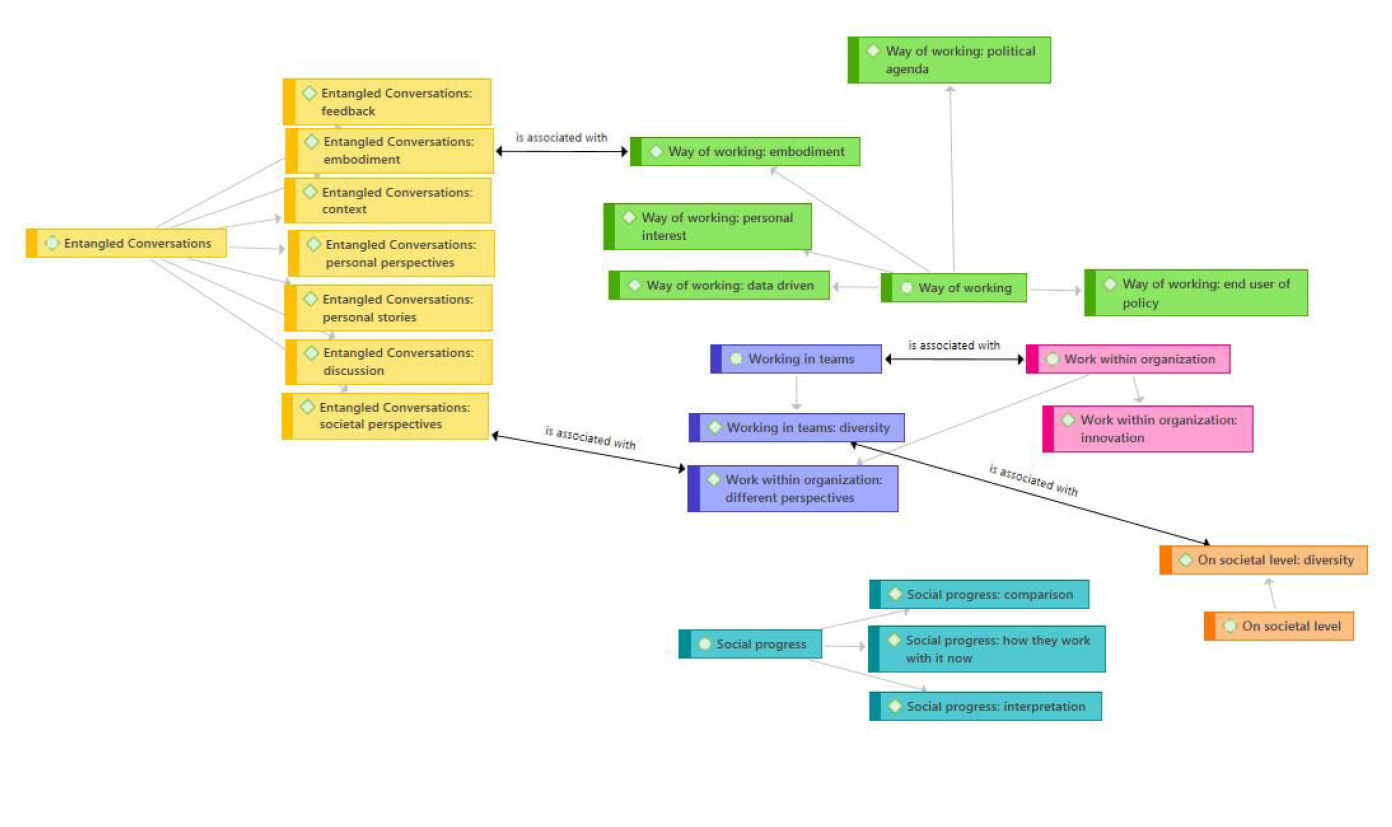 Way of working: political
agenda
Entangled Conversations:
feedback
Entangled Conversations:
embodiment
is associated with
Way of working: embodiment
Entangled Conversations:
context
Way of working: personal
interest
Entangled Conversations
Entangled Conversations:
personal perspectives
Way of working: data driven
Way of working
Way of working: end user of
policy
Entangled Conversations:
personal stories
Entangled Conversations:
discussion
Working in teams
is associated with
Work within organization
Entangled Conversations:
societal perspectives
is associated with
Working in teams: diversity
Work within organization:
innovation
Work within organization:
different perspectives
is associated with
On societal level: diversity
Social progress: comparison
On societal level
Social progress
Social progress: how they work
with it now
Social progress: interpretation